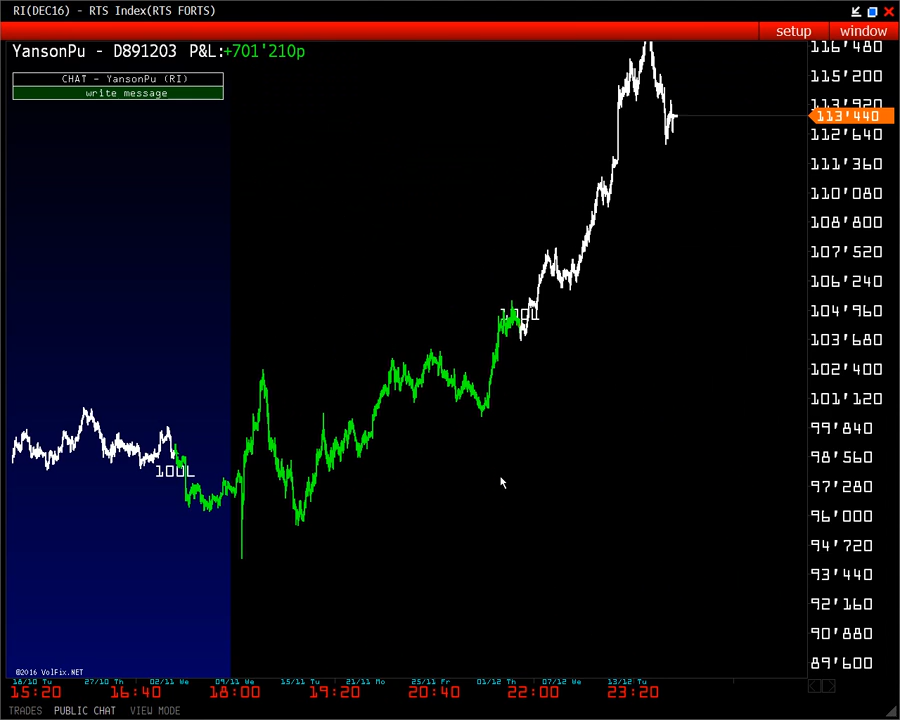 RI(DEC16) - RTS Index(RTS FORTS)
setup
window
YansonPu - D891203 P&L:+701'210p
CHAT - YansonPu (RI)
write message
116'480
115'200
113'920
113'440
112'640
111'360
110'080
108'800
107'520
106'240
104'960
103'680
102'400
101'120
99'840
98'560
97'280
96'000
94'720
93'440
92'160
90'880
89'600
100L
©2016 VolFix.NET
18/10 Tu
27/10 Th
02/11 We
09/11 We
15/11 Tu
21/11 Mo
25/11 Fr
01/12 Th
07/12 We
13/12 Tu
15:20
16:40
18:00
19:20
20:40
22:00
23:20
TRADES
PUBLIC CHAT
VIEW MODE